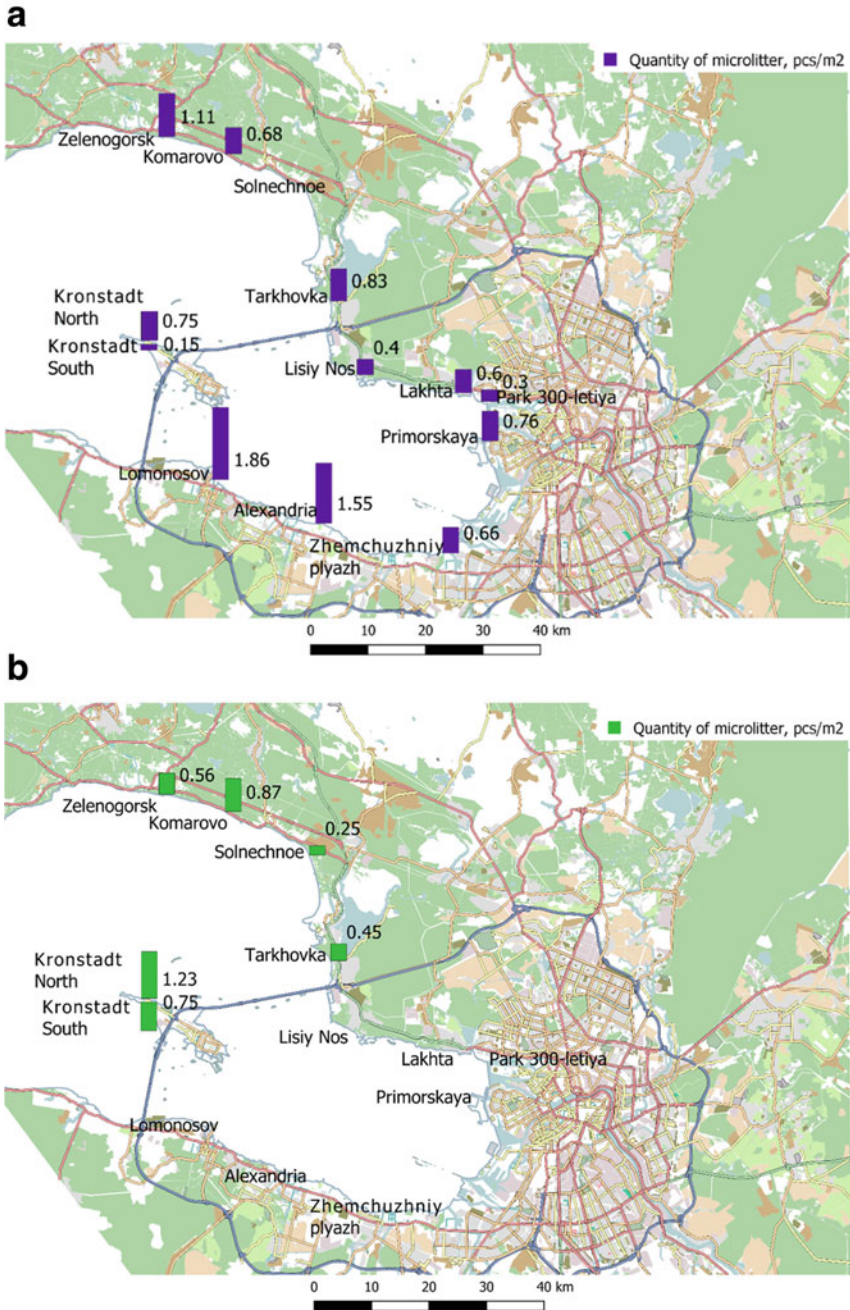 a
Quantity of microlitter, pcs/m2
1.11
Zelenogorsk
0.68
Komarovo
Solnechnoe
0.83
Tarkhovka
Kronstadt
North
0.75
Kronstadt
0.15
South
0.4
Lisiy Nos
0.6
Lakhta
0.3
Park 300-letiya
0.76
Primorskaya
Lomonosov
1.86
Alexandria
1.55
0.66
Zhemchuzhniy
plyazh
0 10 20 30 40 km
b
Quantity of microlitter, pcs/m2
0.56
Zelenogorsk
0.87
Komarovo
0.25
Solnechnoe
0.45
Tarkhovka
Kronstadt
North
1.23
Kronstadt
0.75
South
Lisiy Nos
Lakhta
Park 300-letiya
Primorskaya
Lomonosov
Alexandria
Zhemchuzhniy
plyazh
0 10 20 30 40 km